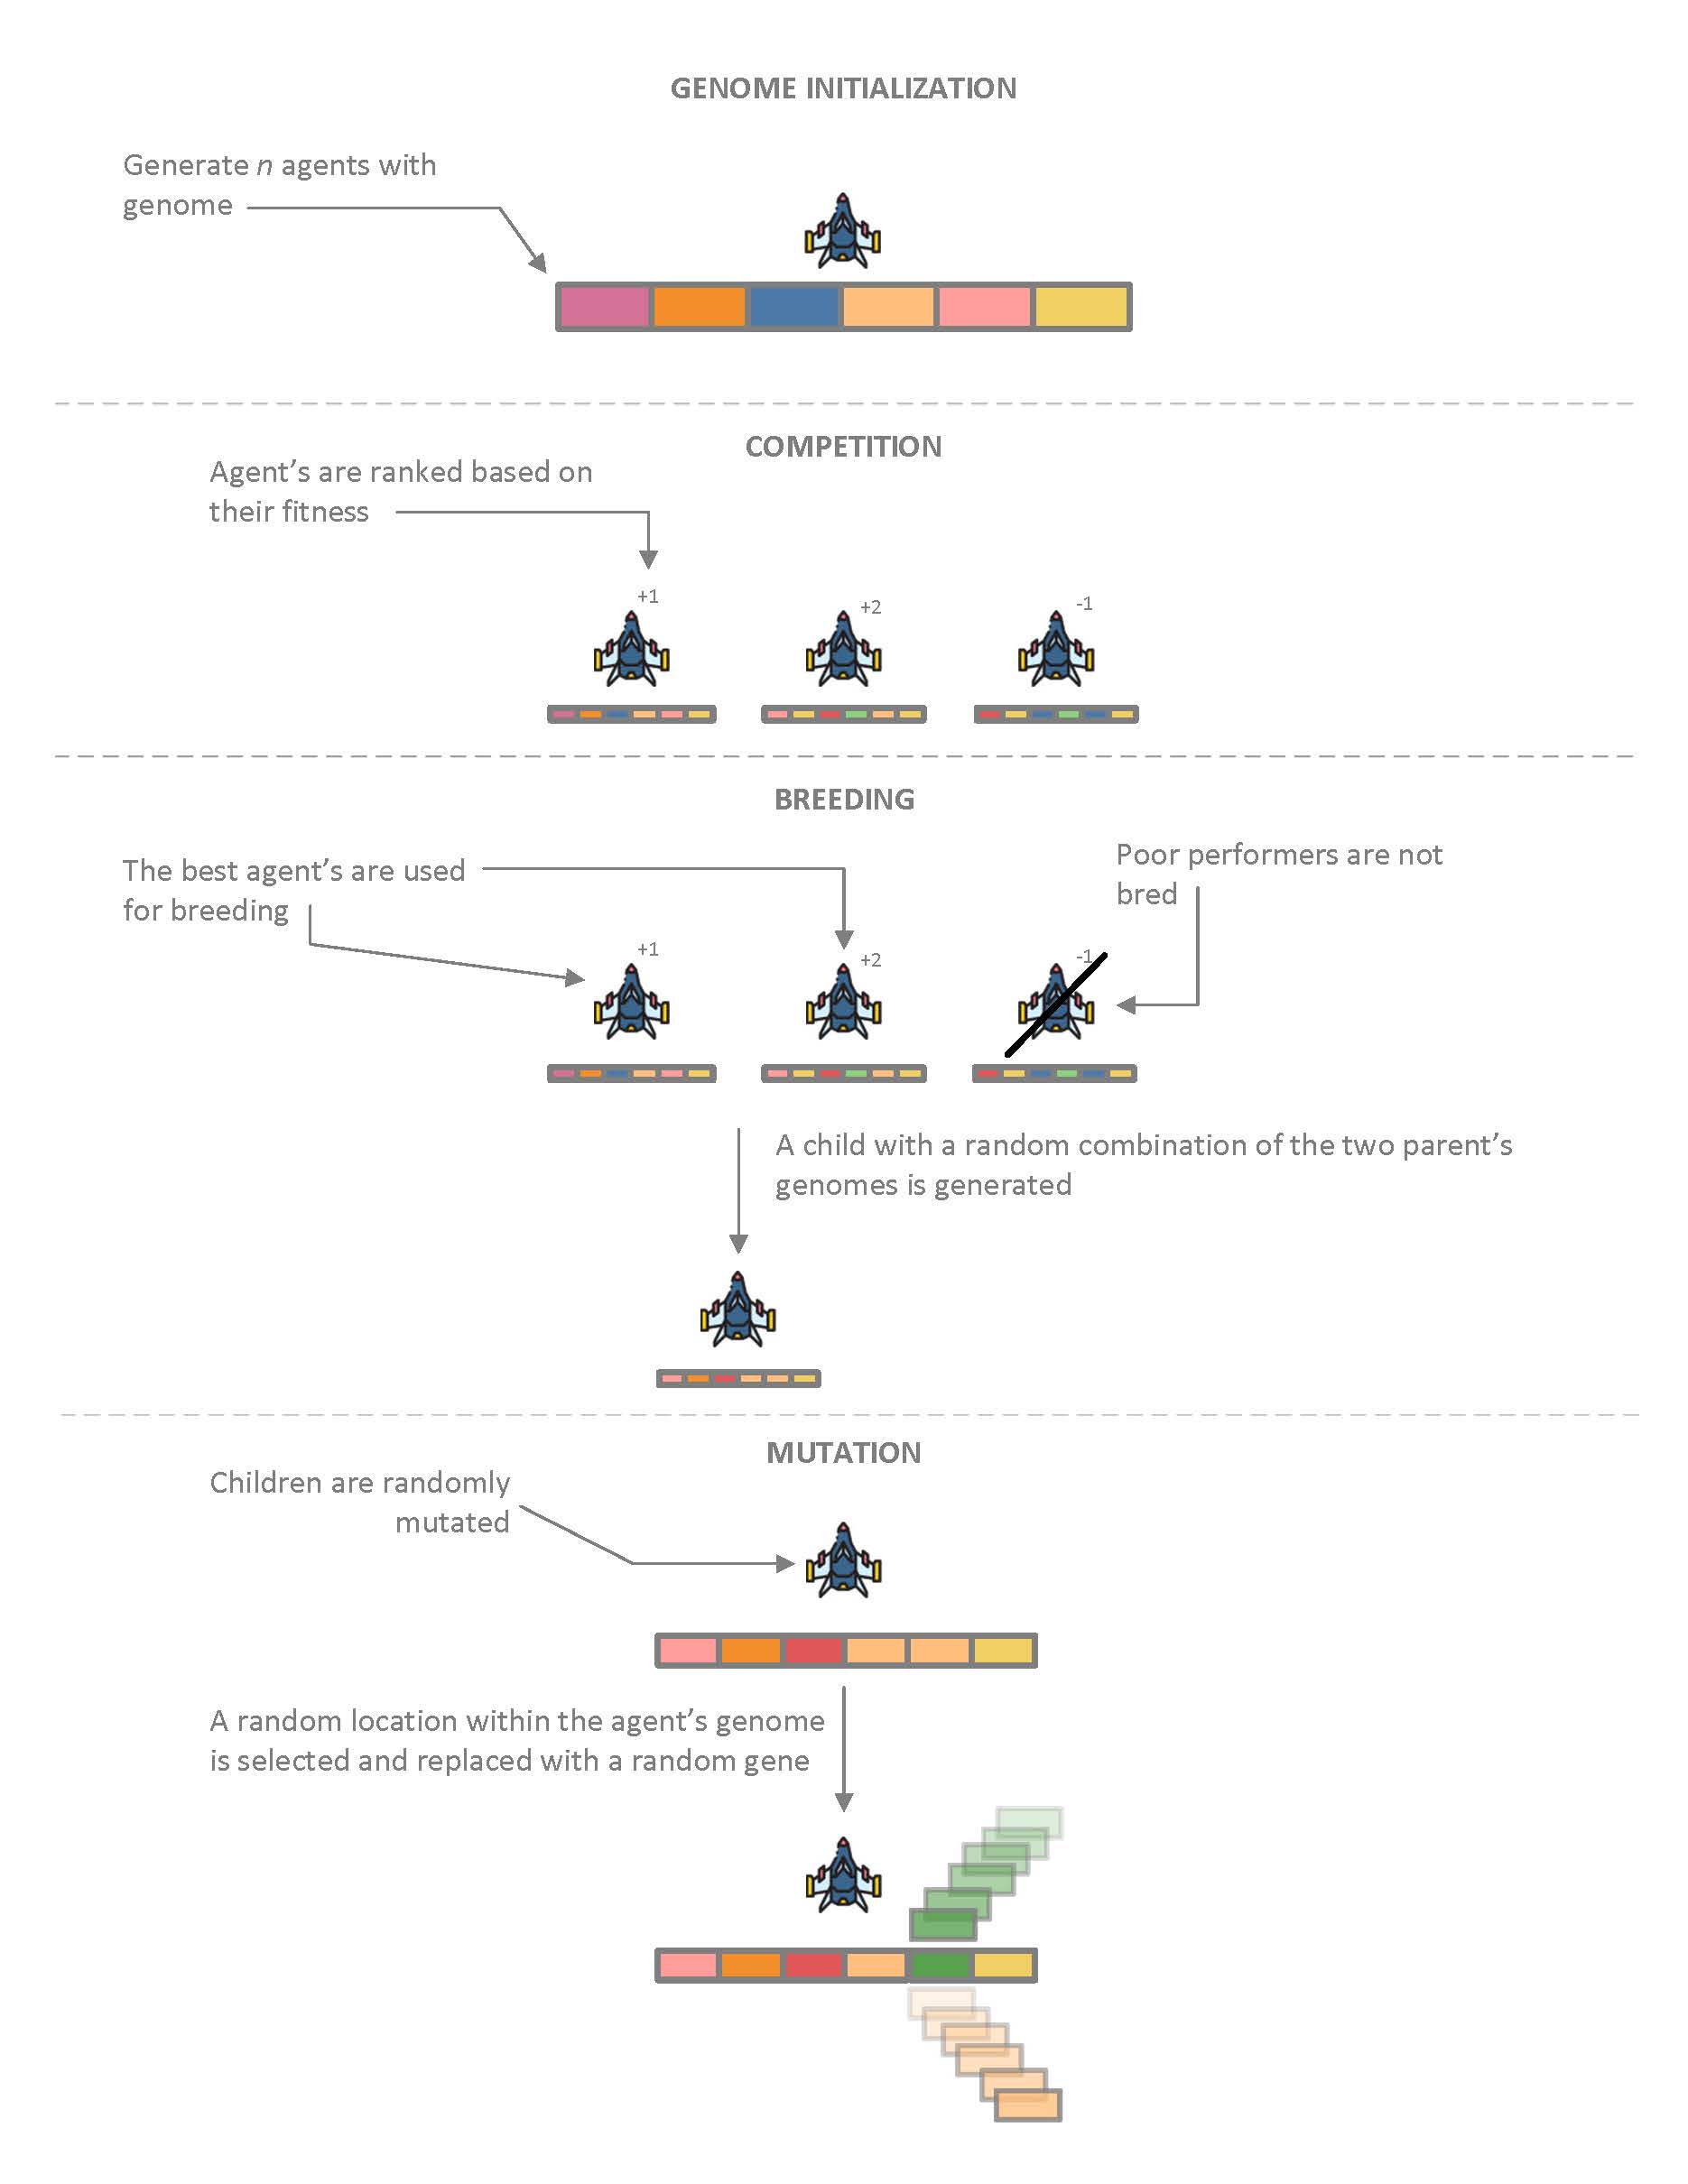 GENOME INITIALIZATION
Generate n agents with
genome
COMPETITION
Agent’s are ranked based on
their fitness
+1
+2
-1
BREEDING
The best agent’s are used
for breeding
Poor performers are not
bred
+1
+2
-1
A child with a random combination of the two parent’s
genomes is generated
MUTATION
Children are randomly
mutated
A random location within the agent’s genome
is selected and replaced with a random gene